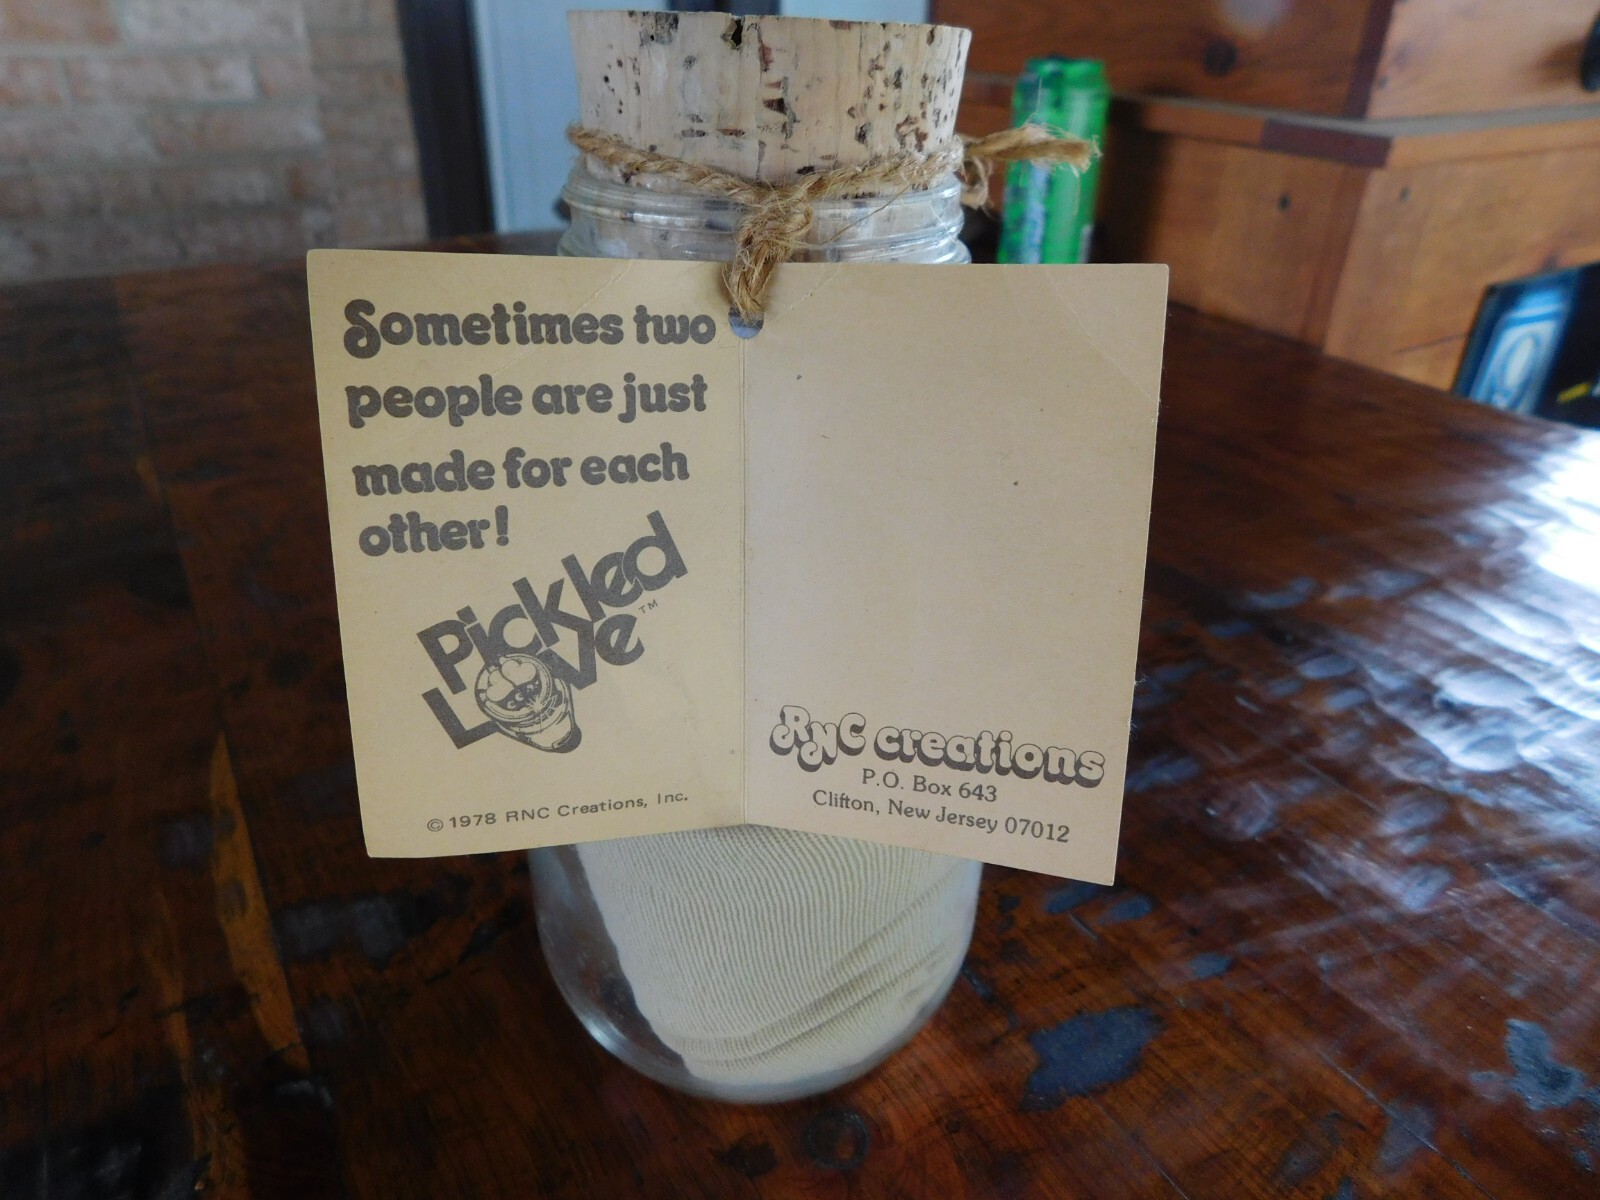 Sometimes two
people are just
made for each
other!
Pickled
Love™
©1978 RNC Creations, Inc.
RNC creations
P.O. Box 643
Clifton, New Jersey 07012